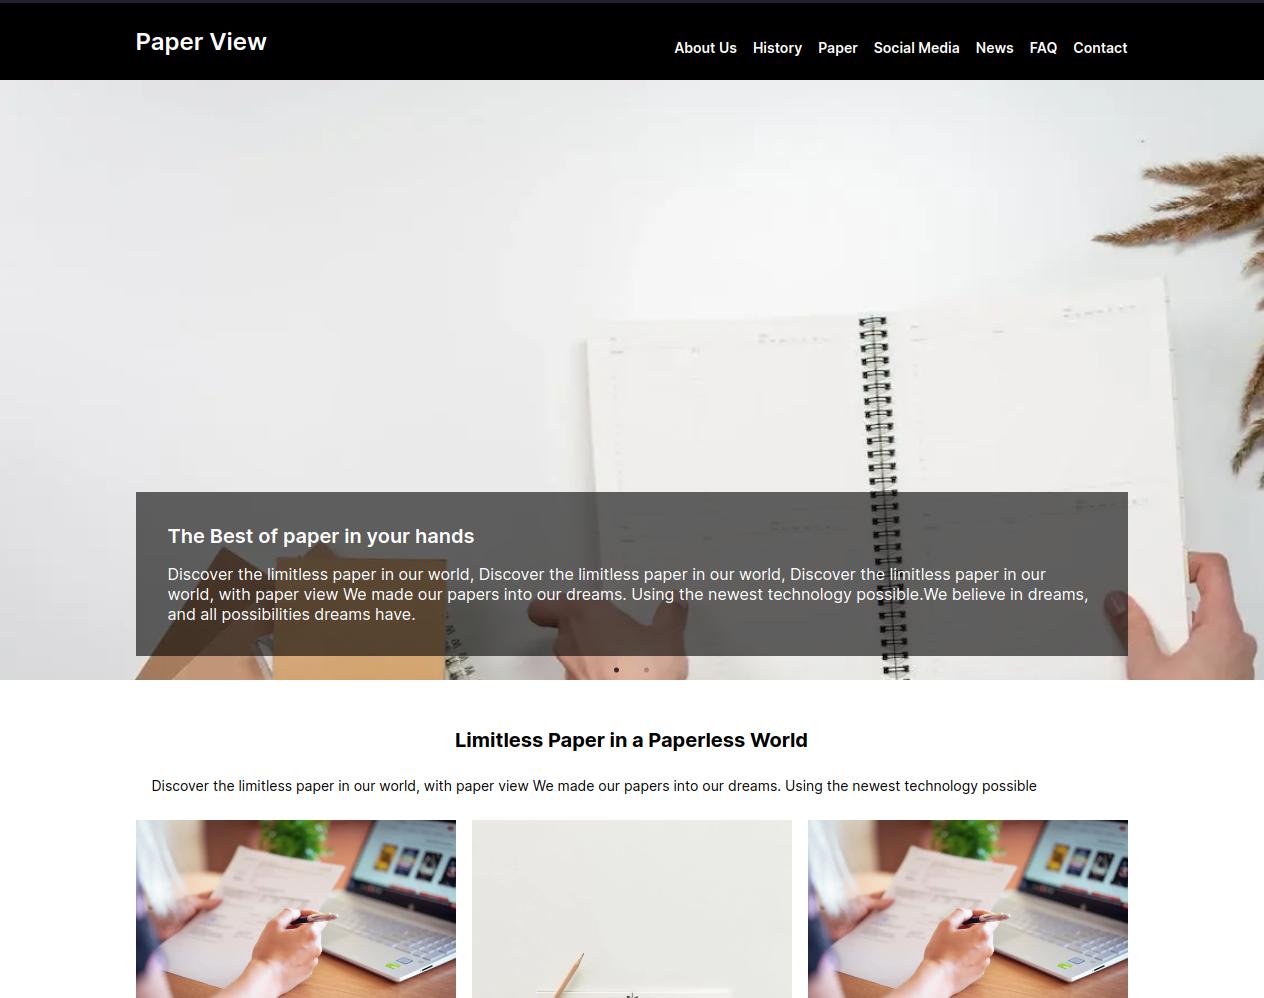 Paper View
About Us History Paper Social Media News FAQ Contact
The Best of paper in your hands
Discover the limitless paper in our world, Discover the limitless paper in our world, Discover the limitless paper in our
world, with paper view We made our papers into our dreams. Using the newest technology possible.We believe in dreams,
and all possibilities dreams have.
Limitless Paper in a Paperless World
Discover the limitless paper in our world, with paper view We made our papers into our dreams. Using the newest technology possible